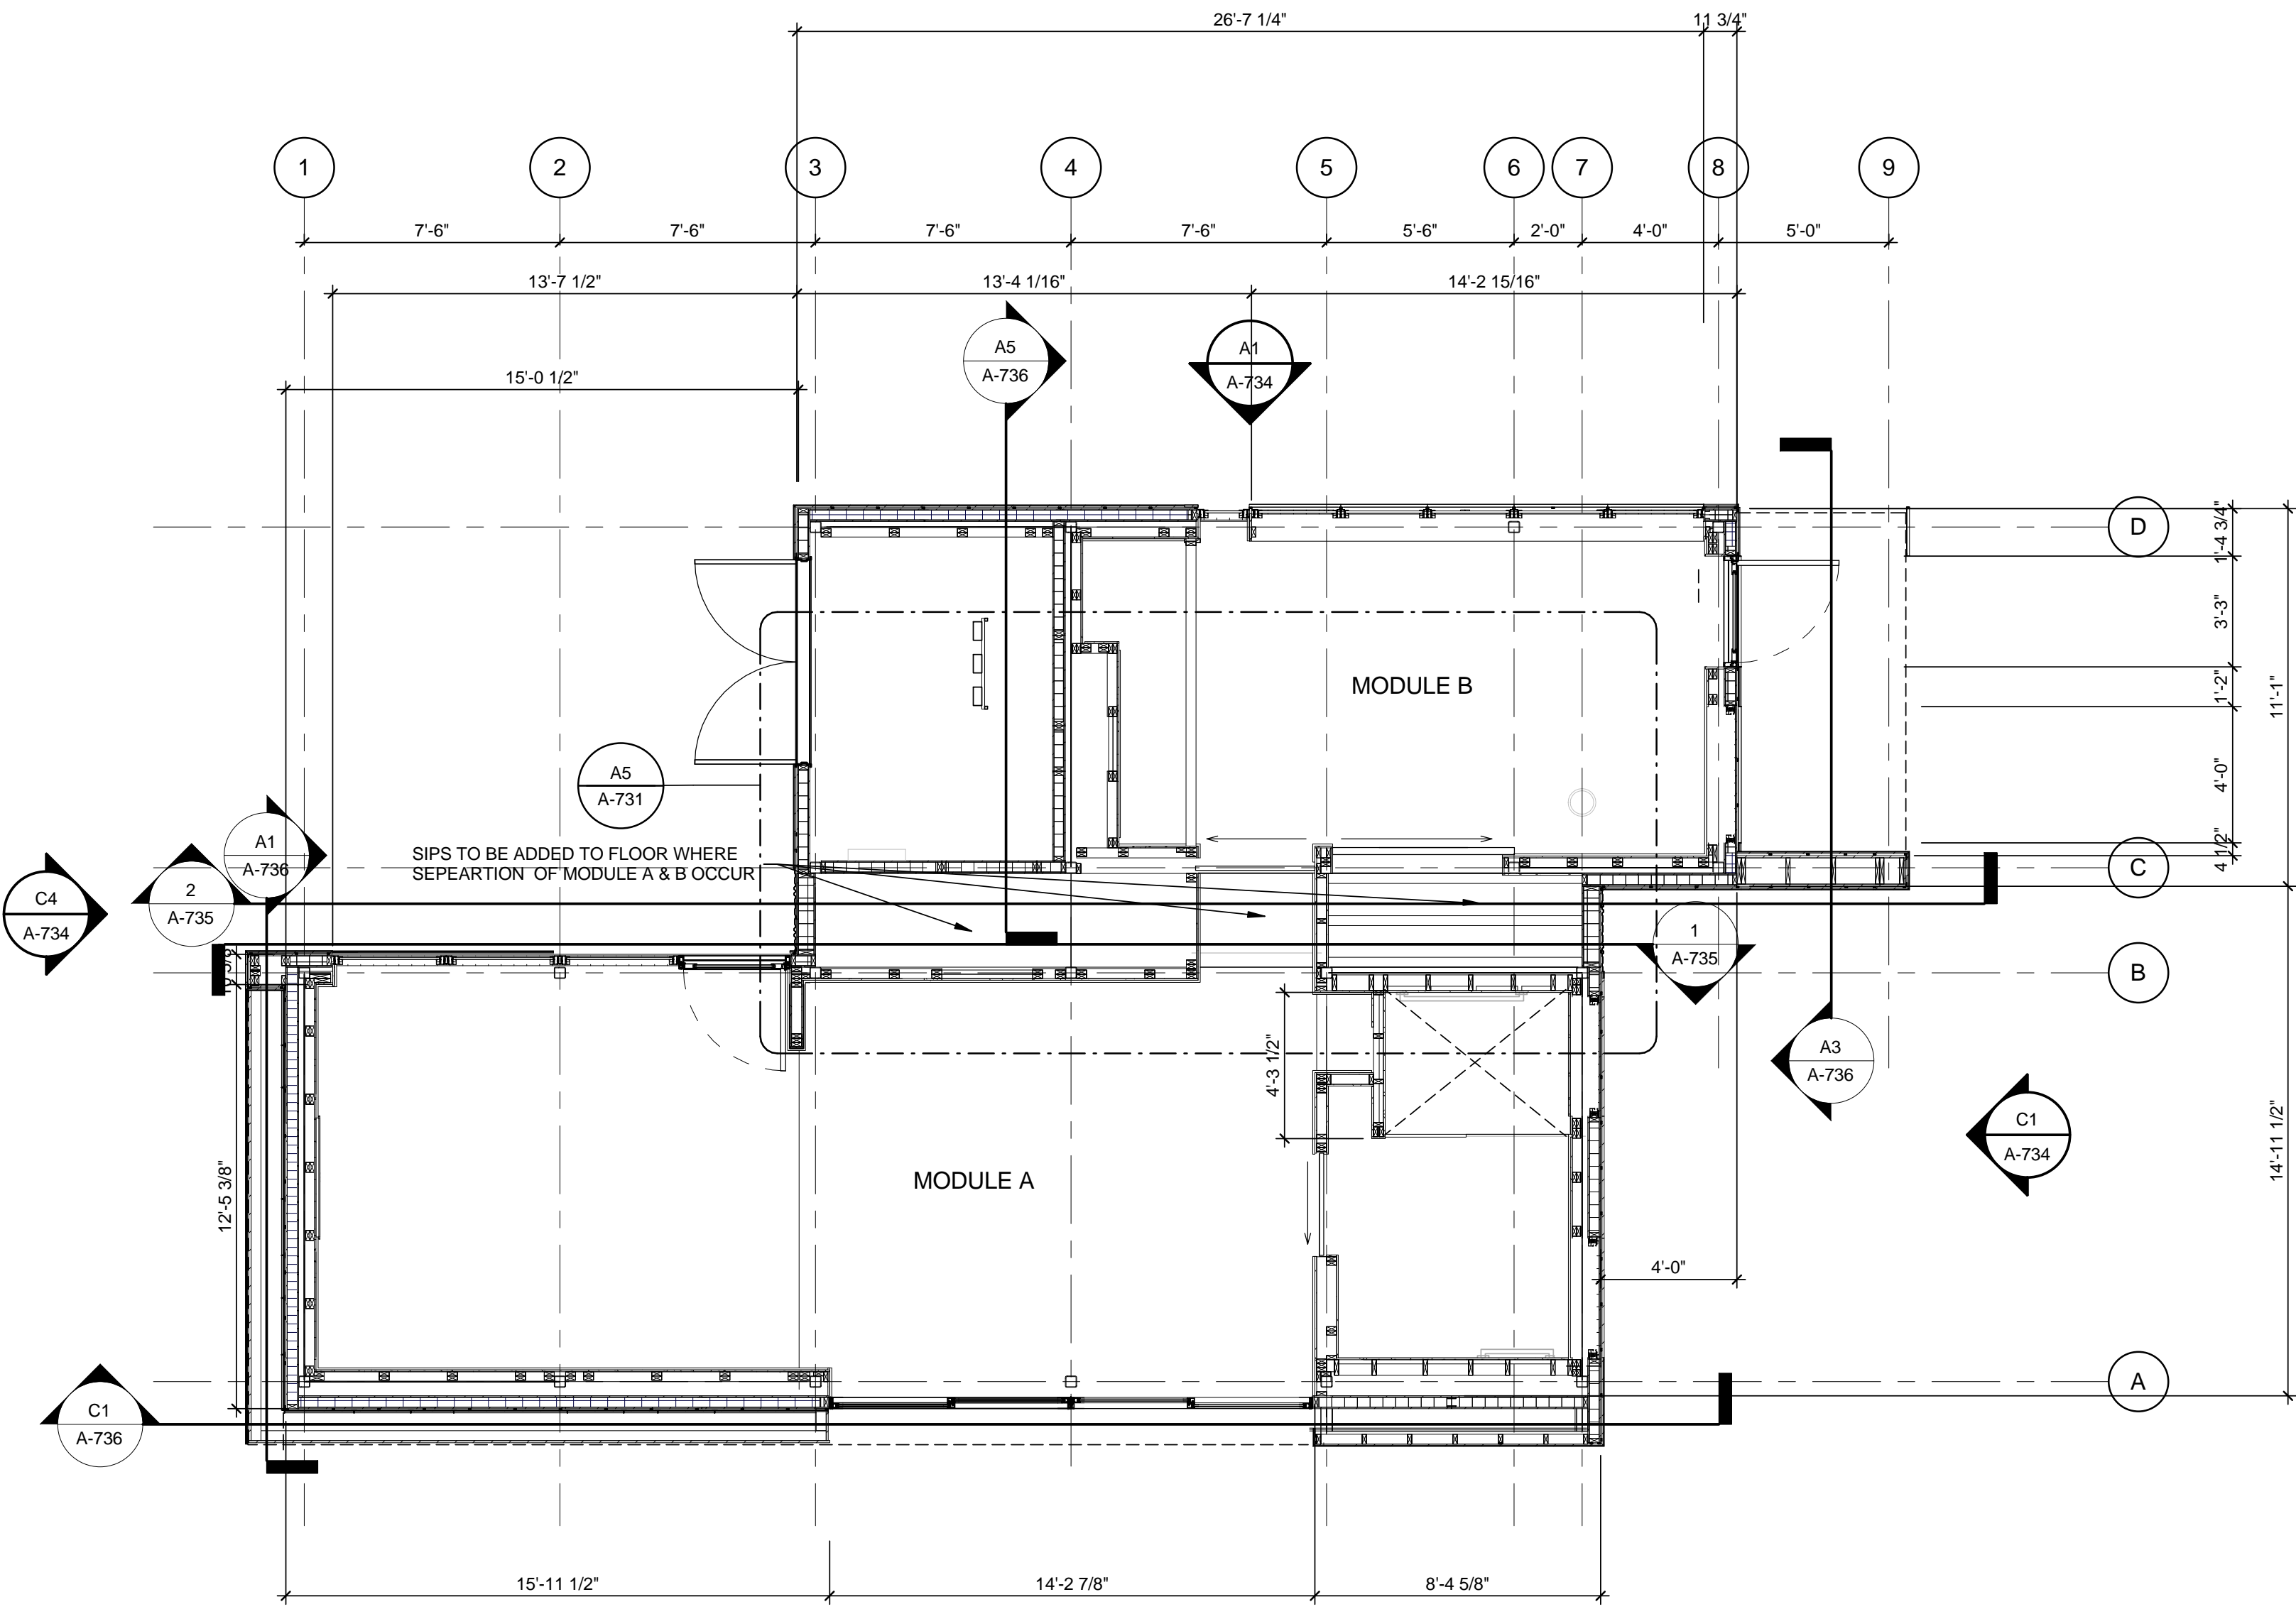 26'-7 1/4"
11 3/4"
1
2
3
4
5
6
7
8
9
7'-6"
7'-6"
7'-6"
7'-6"
5'-6"
2'-0"
4'-0"
5'-0"
13'-7 1/2"
13'-4 1/16"
14'-2 15/16"
15'-0 1/2"
A5
A-736
A1
A-734
D
1'-4 3/4"
3'-3"
1'-2"
11'-1"
4'-0"
4 1/2"
MODULE B
A5
A-731
A1
A-736
SIPS TO BE ADDED TO FLOOR WHERE
SEPEARTION OF MODULE A & B OCCUR
C
2
A-735
C4
A-734
1
A-735
B
A3
A-736
4'-3 1/2"
C1
A-734
14'-11 1/2"
12'-5 3/8"
MODULE A
4'-0"
A
C1
A-736
15'-11 1/2"
14'-2 7/8"
8'-4 5/8"